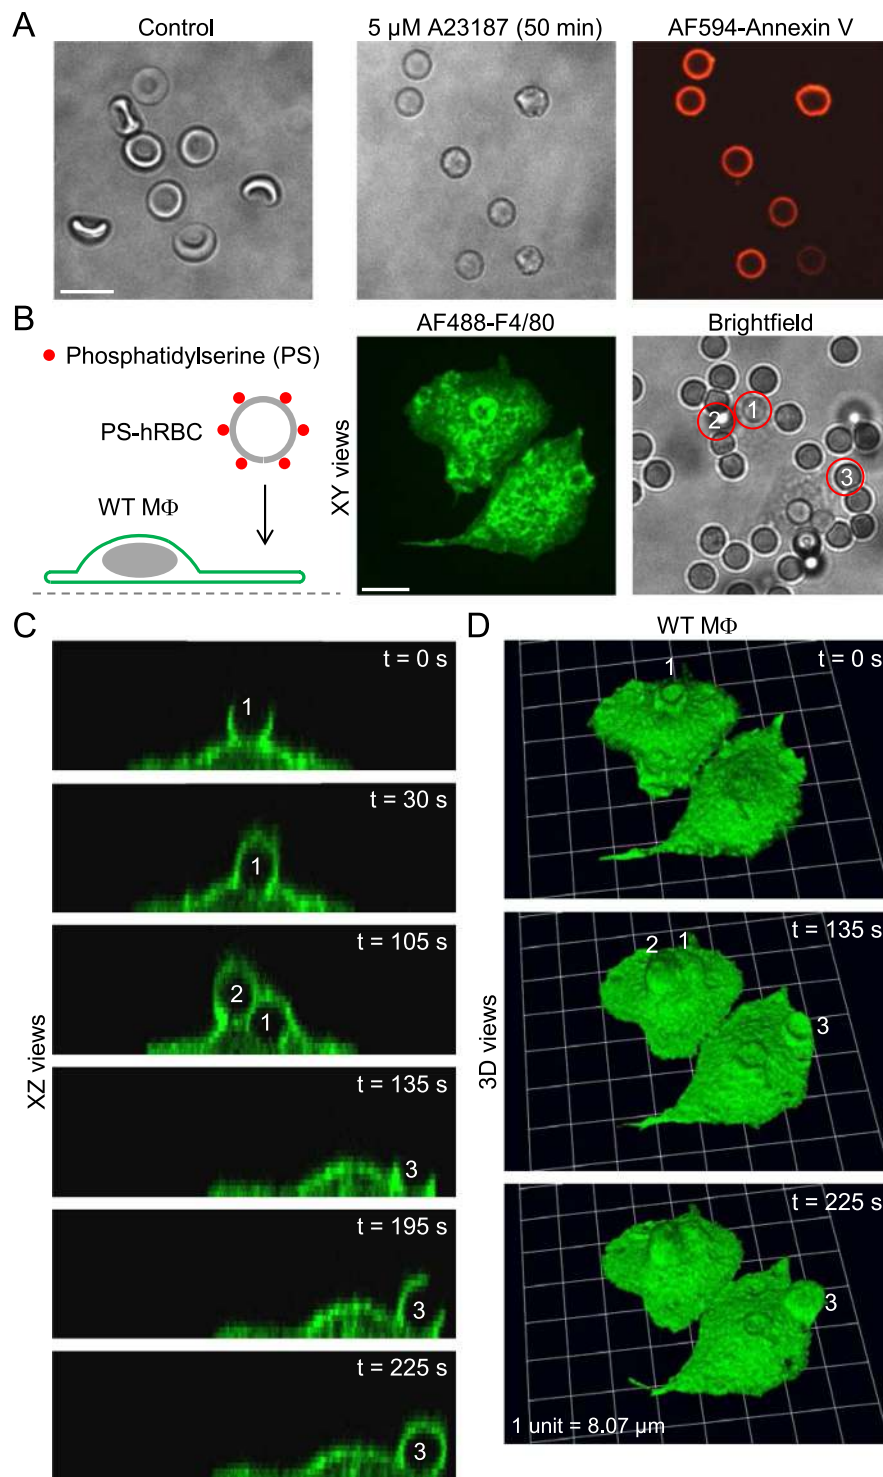 A
Control
5 µM A23187 (50 min)
AF594-Annexin V
B
Phosphatidylserine (PS)
PS-hRBC
WT MΦ
XY views
AF488-F4/80
Brightfield
1
2
3
C
XZ views
t = 0 s
1
t = 30 s
1
t = 105 s
2
1
t = 135 s
3
t = 195 s
3
t = 225 s
3
D
WT MΦ
3D views
t = 0 s
1
t = 135 s
2 1
3
t = 225 s
3
1 unit = 8.07 µm